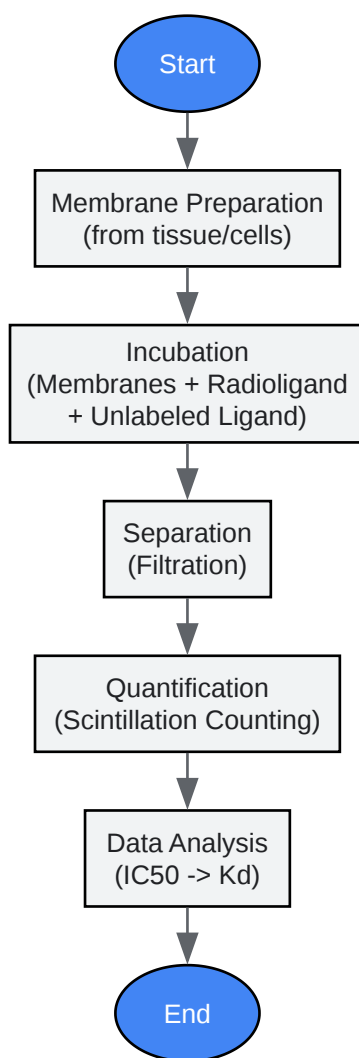 Start
Membrane Preparation
(from tissue/cells)
Incubation
(Membranes + Radioligand
+ Unlabeled Ligand)
Separation
(Filtration)
Quantification
(Scintillation Counting)
Data Analysis
(IC50 -> Kd)
End